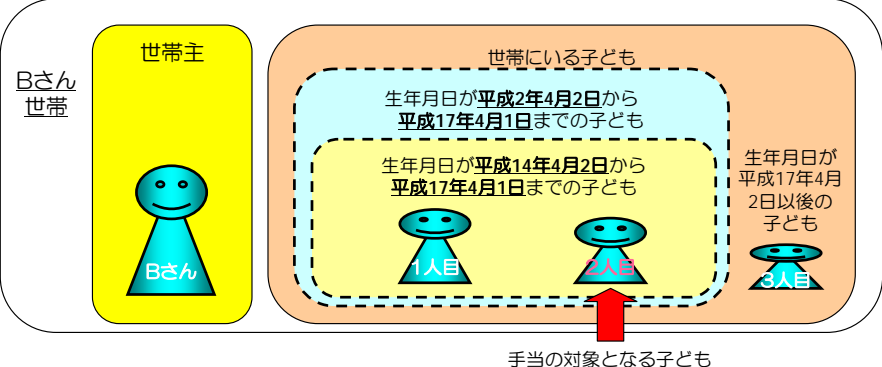 Bさん
世帯
世帯主
Bさん
世帯にいる子ども
生年月日が平成2年4月2日から
平成17年4月1日までの子ども
生年月日が平成14年4月2日から
平成17年4月1日までの子ども
1人目
2人目
生年月日が
平成17年4月
2日以後の
子ども
3人目
手当の対象となる子ども